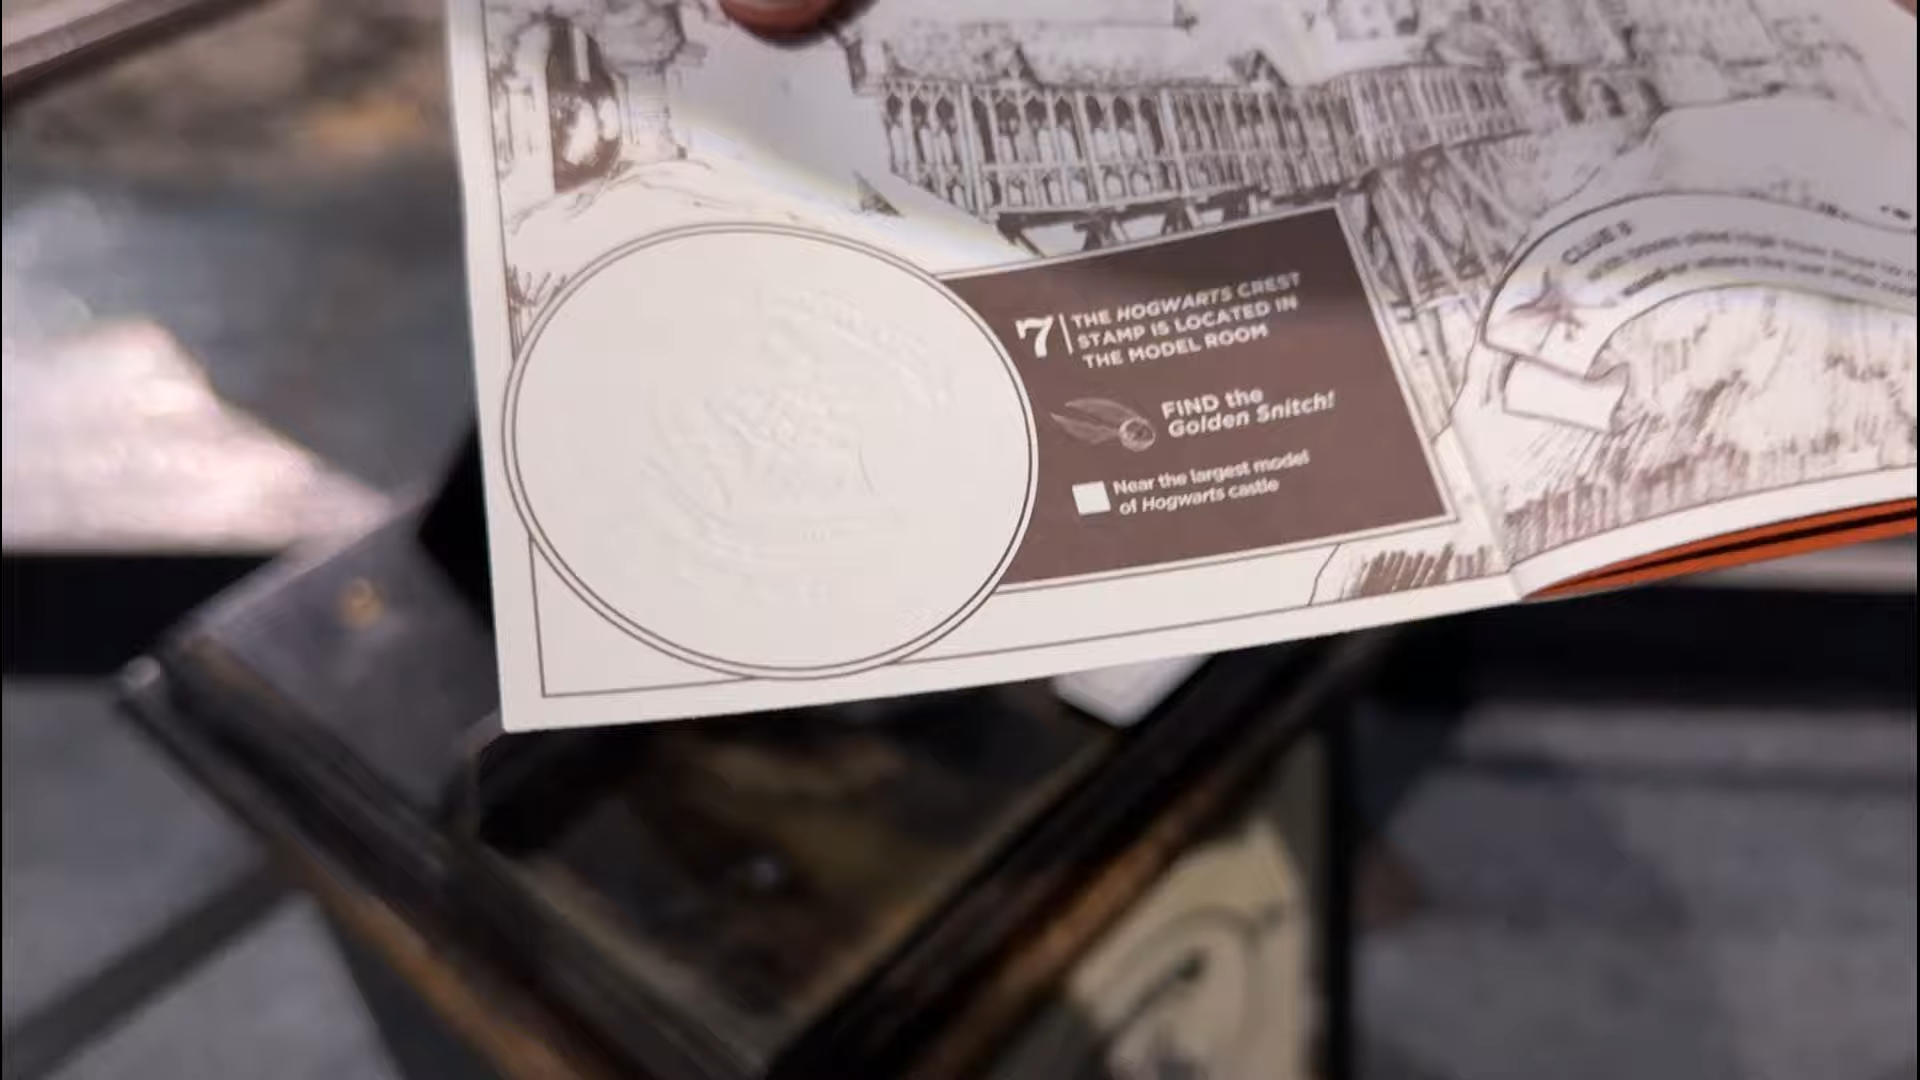 7
THE HOGWARTS CREST
STAMP IS LOCATED IN
THE MODEL ROOM
FIND the
Golden Snitch!
Near the largest model
of Hogwarts castle
CLUE